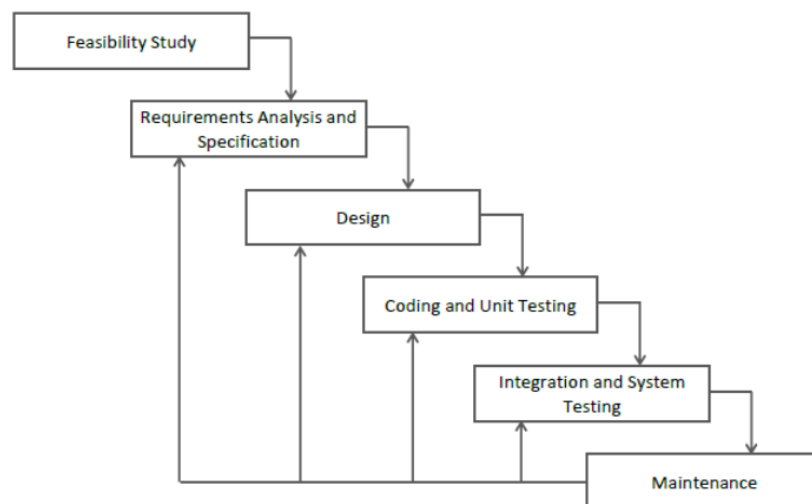 Feasibility Study
Requirements Analysis and
Specification
Design
Coding and Unit Testing
Integration and System
Testing
Maintenance